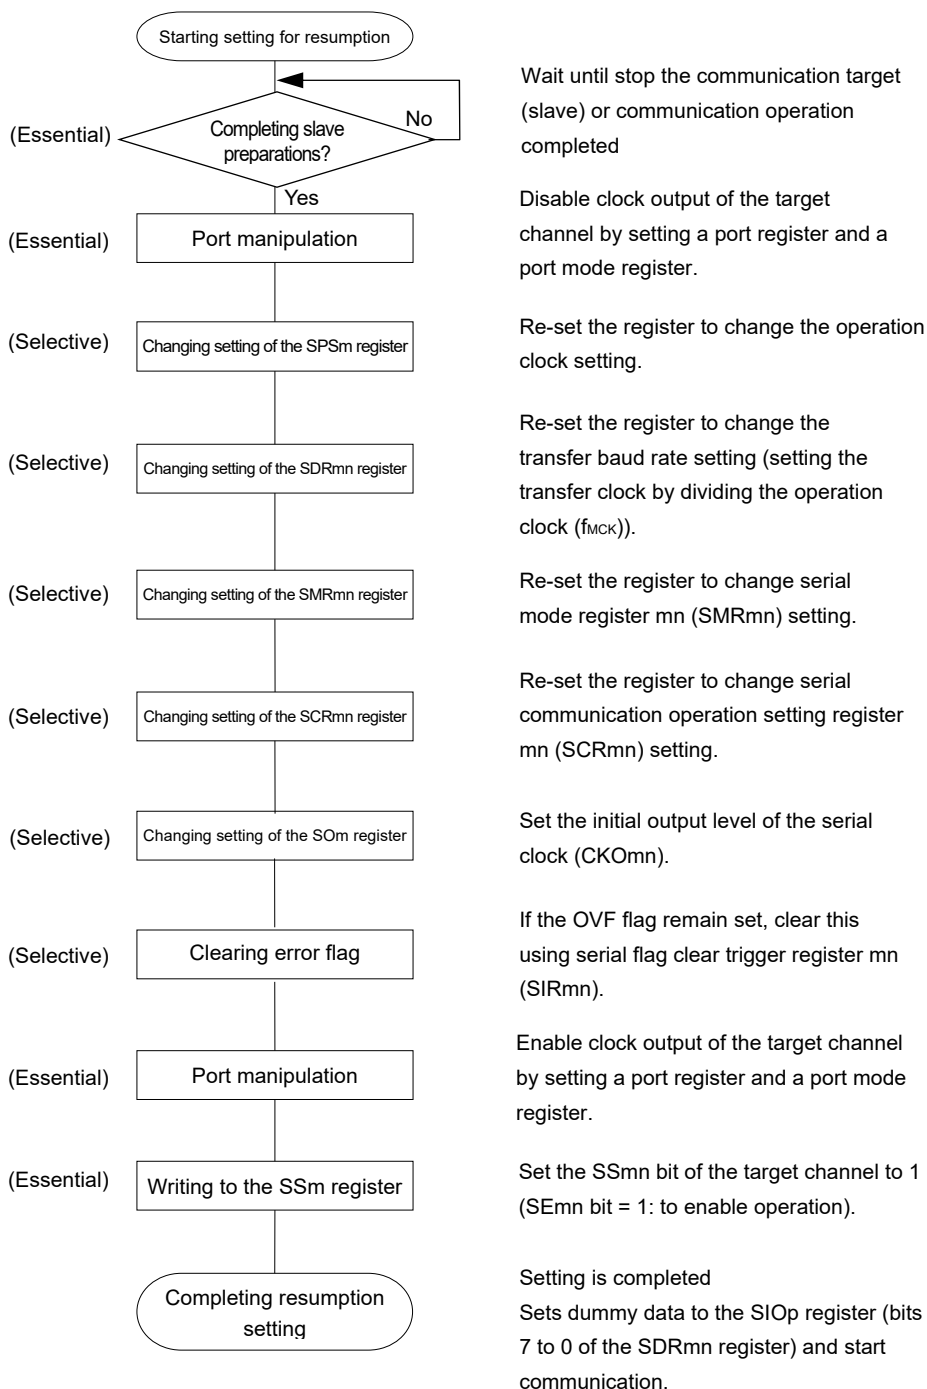 Starting setting for resumption
Wait until stop the communication target
(slave) or communication operation
completed
(Essential)
Completing slave
preparations?
No
Yes
(Essential)
Port manipulation
Disable clock output of the target
channel by setting a port register and a
port mode register.
(Selective)
Changing setting of the SPSm register
Re-set the register to change the operation
clock setting.
(Selective)
Changing setting of the SDRmn register
Re-set the register to change the
transfer baud rate setting (setting the
transfer clock by dividing the operation
clock (fMCK)).
(Selective)
Changing setting of the SMRmn register
Re-set the register to change serial
mode register mn (SMRmn) setting.
(Selective)
Changing setting of the SCRmn register
Re-set the register to change serial
communication operation setting register
mn (SCRmn) setting.
(Selective)
Changing setting of the SOm register
Set the initial output level of the serial
clock (CKOmn).
(Selective)
Clearing error flag
If the OVF flag remain set, clear this
using serial flag clear trigger register mn
(SIRmn).
(Essential)
Port manipulation
Enable clock output of the target channel
by setting a port register and a port mode
register.
(Essential)
Writing to the SSm register
Set the SSmn bit of the target channel to 1
(SEmn bit = 1: to enable operation).
Completing resumption
setting
Setting is completed
Sets dummy data to the SIOp register (bits
7 to 0 of the SDRmn register) and start
communication.